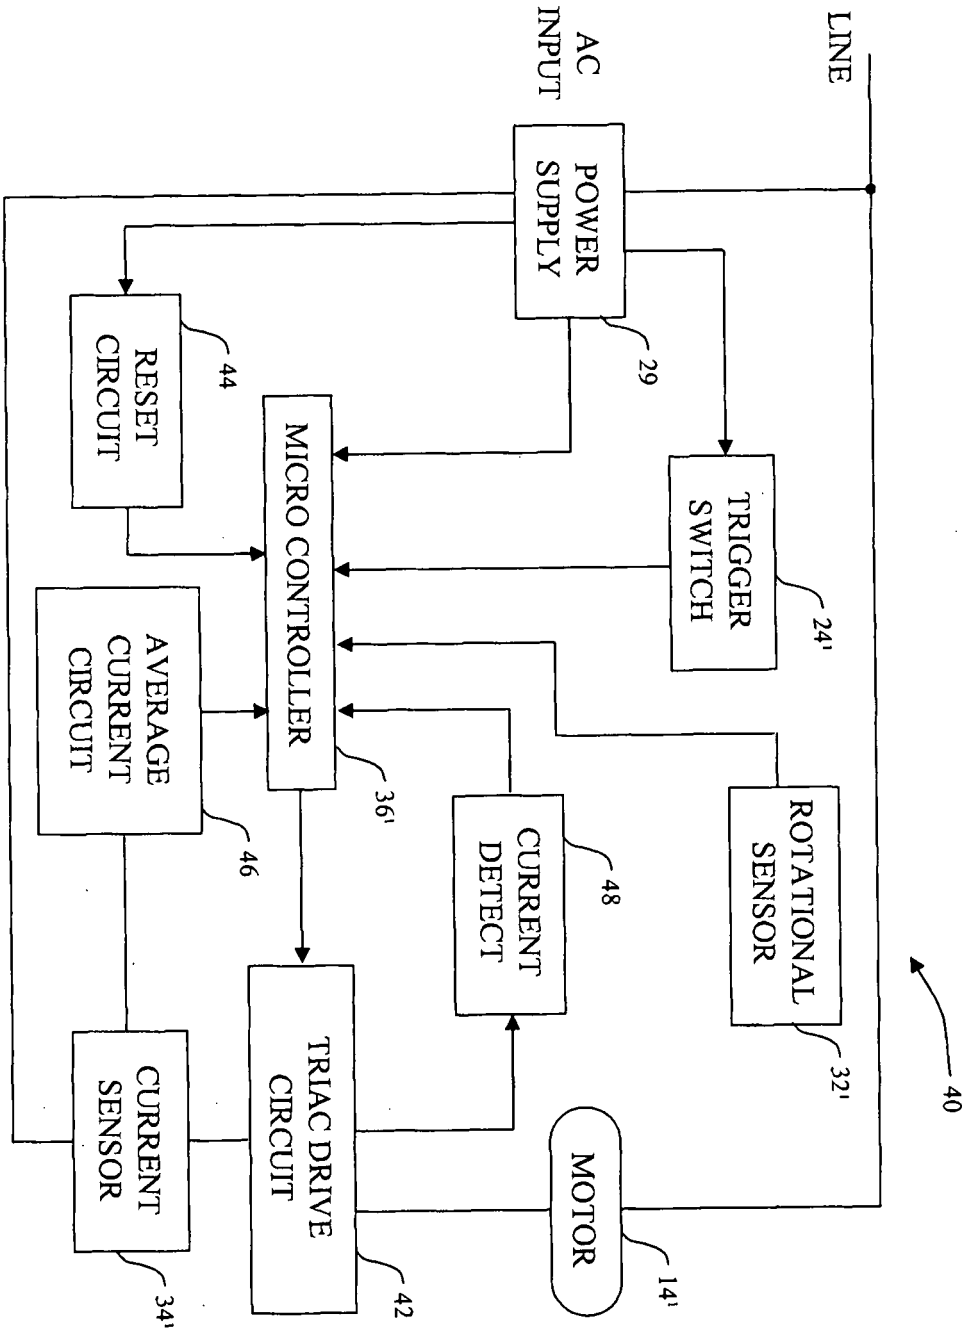 LINE
AC
INPUT
POWER
SUPPLY
29
TRIGGER
SWITCH
24'
ROTATIONAL
SENSOR
32'
40
RESET
CIRCUIT
44
MICRO CONTROLLER
36'
CURRENT
DETECT
48
MOTOR
14'
AVERAGE
CURRENT
CIRCUIT
46
TRIAC DRIVE
CIRCUIT
42
CURRENT
SENSOR
34'